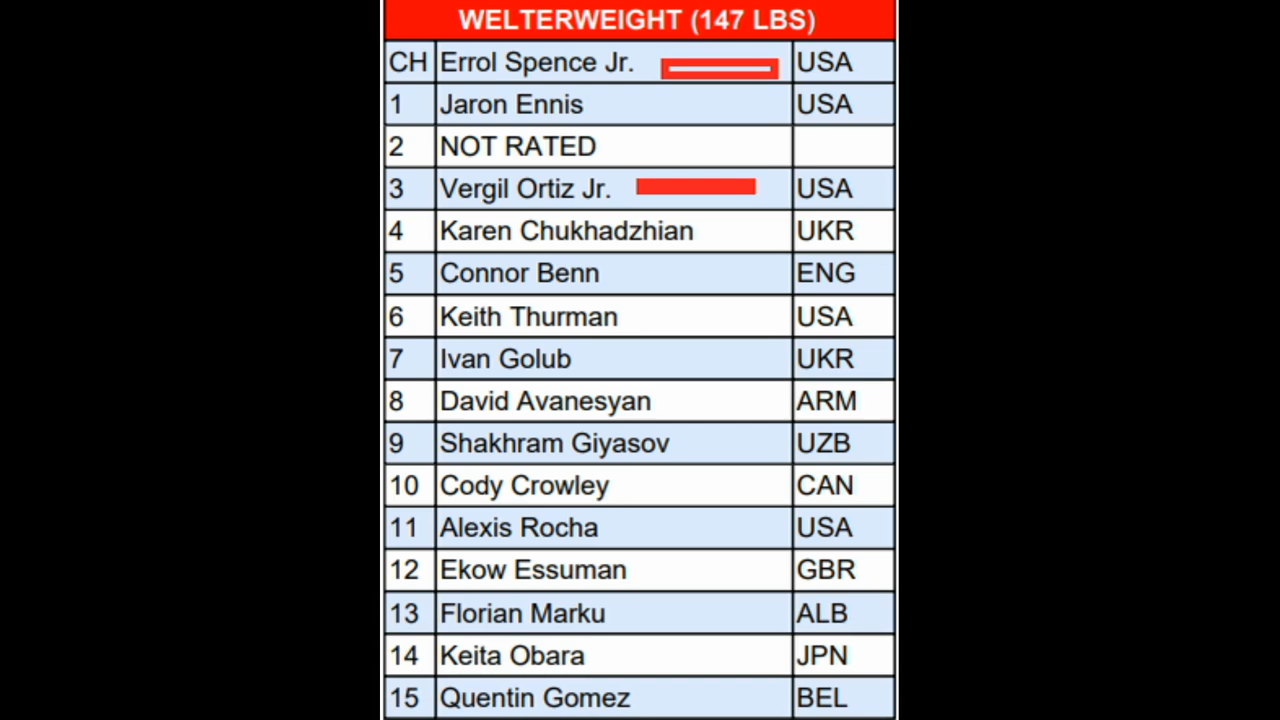 WELTERWEIGHT (147 LBS)
CH Errol Spence Jr. USA
1 Jaron Ennis USA
2 NOT RATED
3 Vergil Ortiz Jr. USA
4 Karen Chukhadzhian UKR
5 Connor Benn ENG
6 Keith Thurman USA
7 Ivan Golub UKR
8 David Avanesyan ARM
9 Shakhram Giyasov UZB
10 Cody Crowley CAN
11 Alexis Rocha USA
12 Ekow Essuman GBR
13 Florian Marku ALB
14 Keita Obara JPN
15 Quentin Gomez BEL